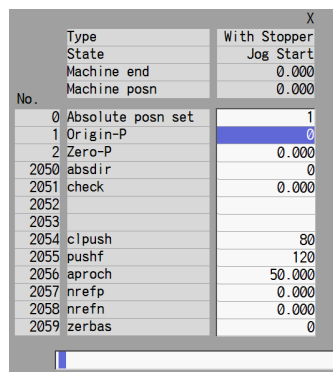 X
Type With Stopper
State Jog Start
Machine end 0.000
Machine posn 0.000
No.
0 Absolute posn set 1
1 Origin-P 0
2 Zero-P 0.000
2050 absdir 0
2051 check 0.000
2052
2053
2054 clpush 80
2055 pushf 120
2056 aproch 50.000
2057 nrefp 0.000
2058 nrefn 0.000
2059 zerbas 0